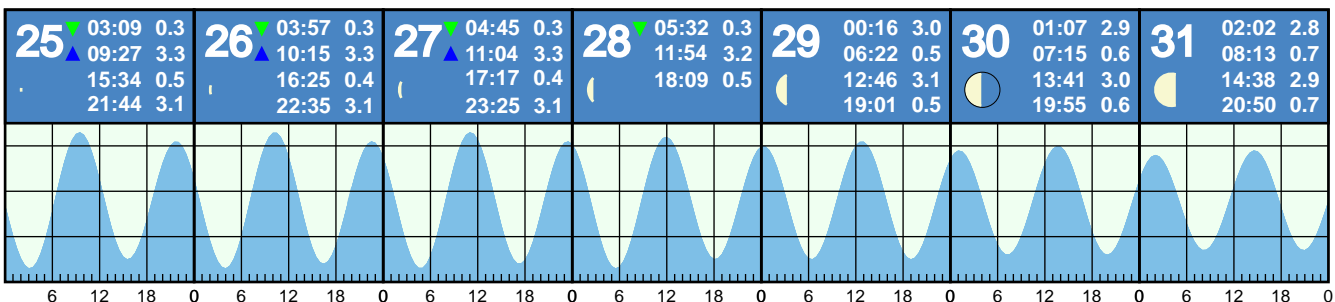 25 ▼ 03:09 0.3
▲ 09:27 3.3
15:34 0.5
21:44 3.1
26 ▼ 03:57 0.3
▲ 10:15 3.3
16:25 0.4
22:35 3.1
27 ▼ 04:45 0.3
▲ 11:04 3.3
17:17 0.4
23:25 3.1
28 ▼ 05:32 0.3
11:54 3.2
18:09 0.5
29 00:16 3.0
06:22 0.5
12:46 3.1
19:01 0.5
30 01:07 2.9
07:15 0.6
13:41 3.0
19:55 0.6
31 02:02 2.8
08:13 0.7
14:38 2.9
20:50 0.7
6 12 18 0 6 12 18 0 6 12 18 0 6 12 18 0 6 12 18 0 6 12 18 0 6 12 18 0